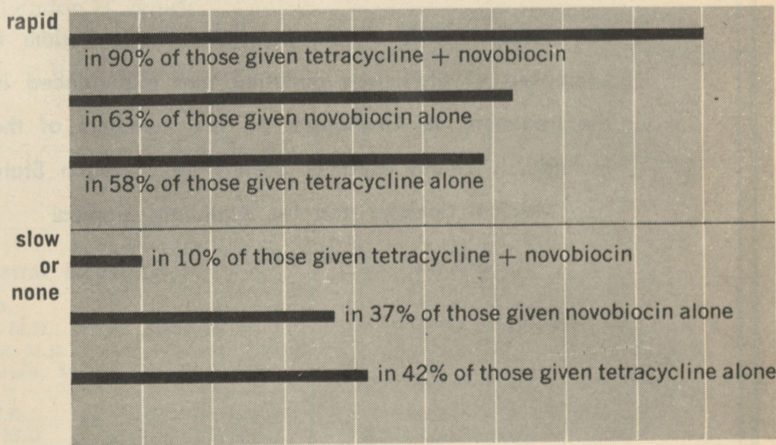 rapid
in 90% of those given tetracycline + novobiocin
in 63% of those given novobiocin alone
in 58% of those given tetracycline alone
slow
or
none
in 10% of those given tetracycline + novobiocin
in 37% of those given novobiocin alone
in 42% of those given tetracycline alone